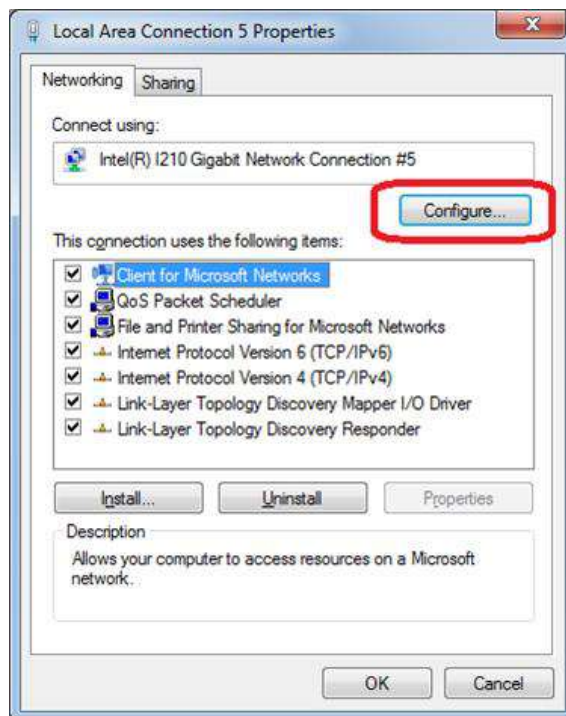 Local Area Connection 5 Properties
Networking
Sharing
Connect using:
Intel(R) I210 Gigabit Network Connection #5
Configure...
This connection uses the following items:
Client for Microsoft Networks
QoS Packet Scheduler
File and Printer Sharing for Microsoft Networks
Internet Protocol Version 6 (TCP/IPv6)
Internet Protocol Version 4 (TCP/IPv4)
Link-Layer Topology Discovery Mapper I/O Driver
Link-Layer Topology Discovery Responder
Install...
Uninstall
Properties
Description
Allows your computer to access resources on a Microsoft
network.
OK
Cancel